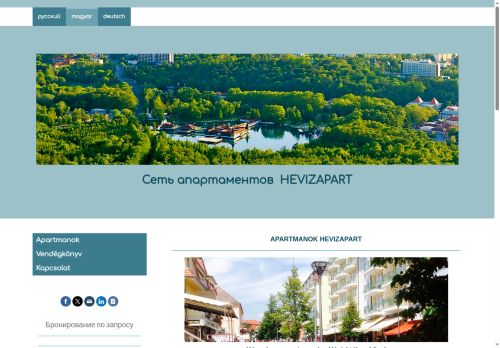 русский magyar deutsch
Сеть апартаментов HEVIZAPART
Apartmanok
Vendégkönyv
Kapcsolat
Бронирование по запросу
APARTMANOK HEVIZAPART